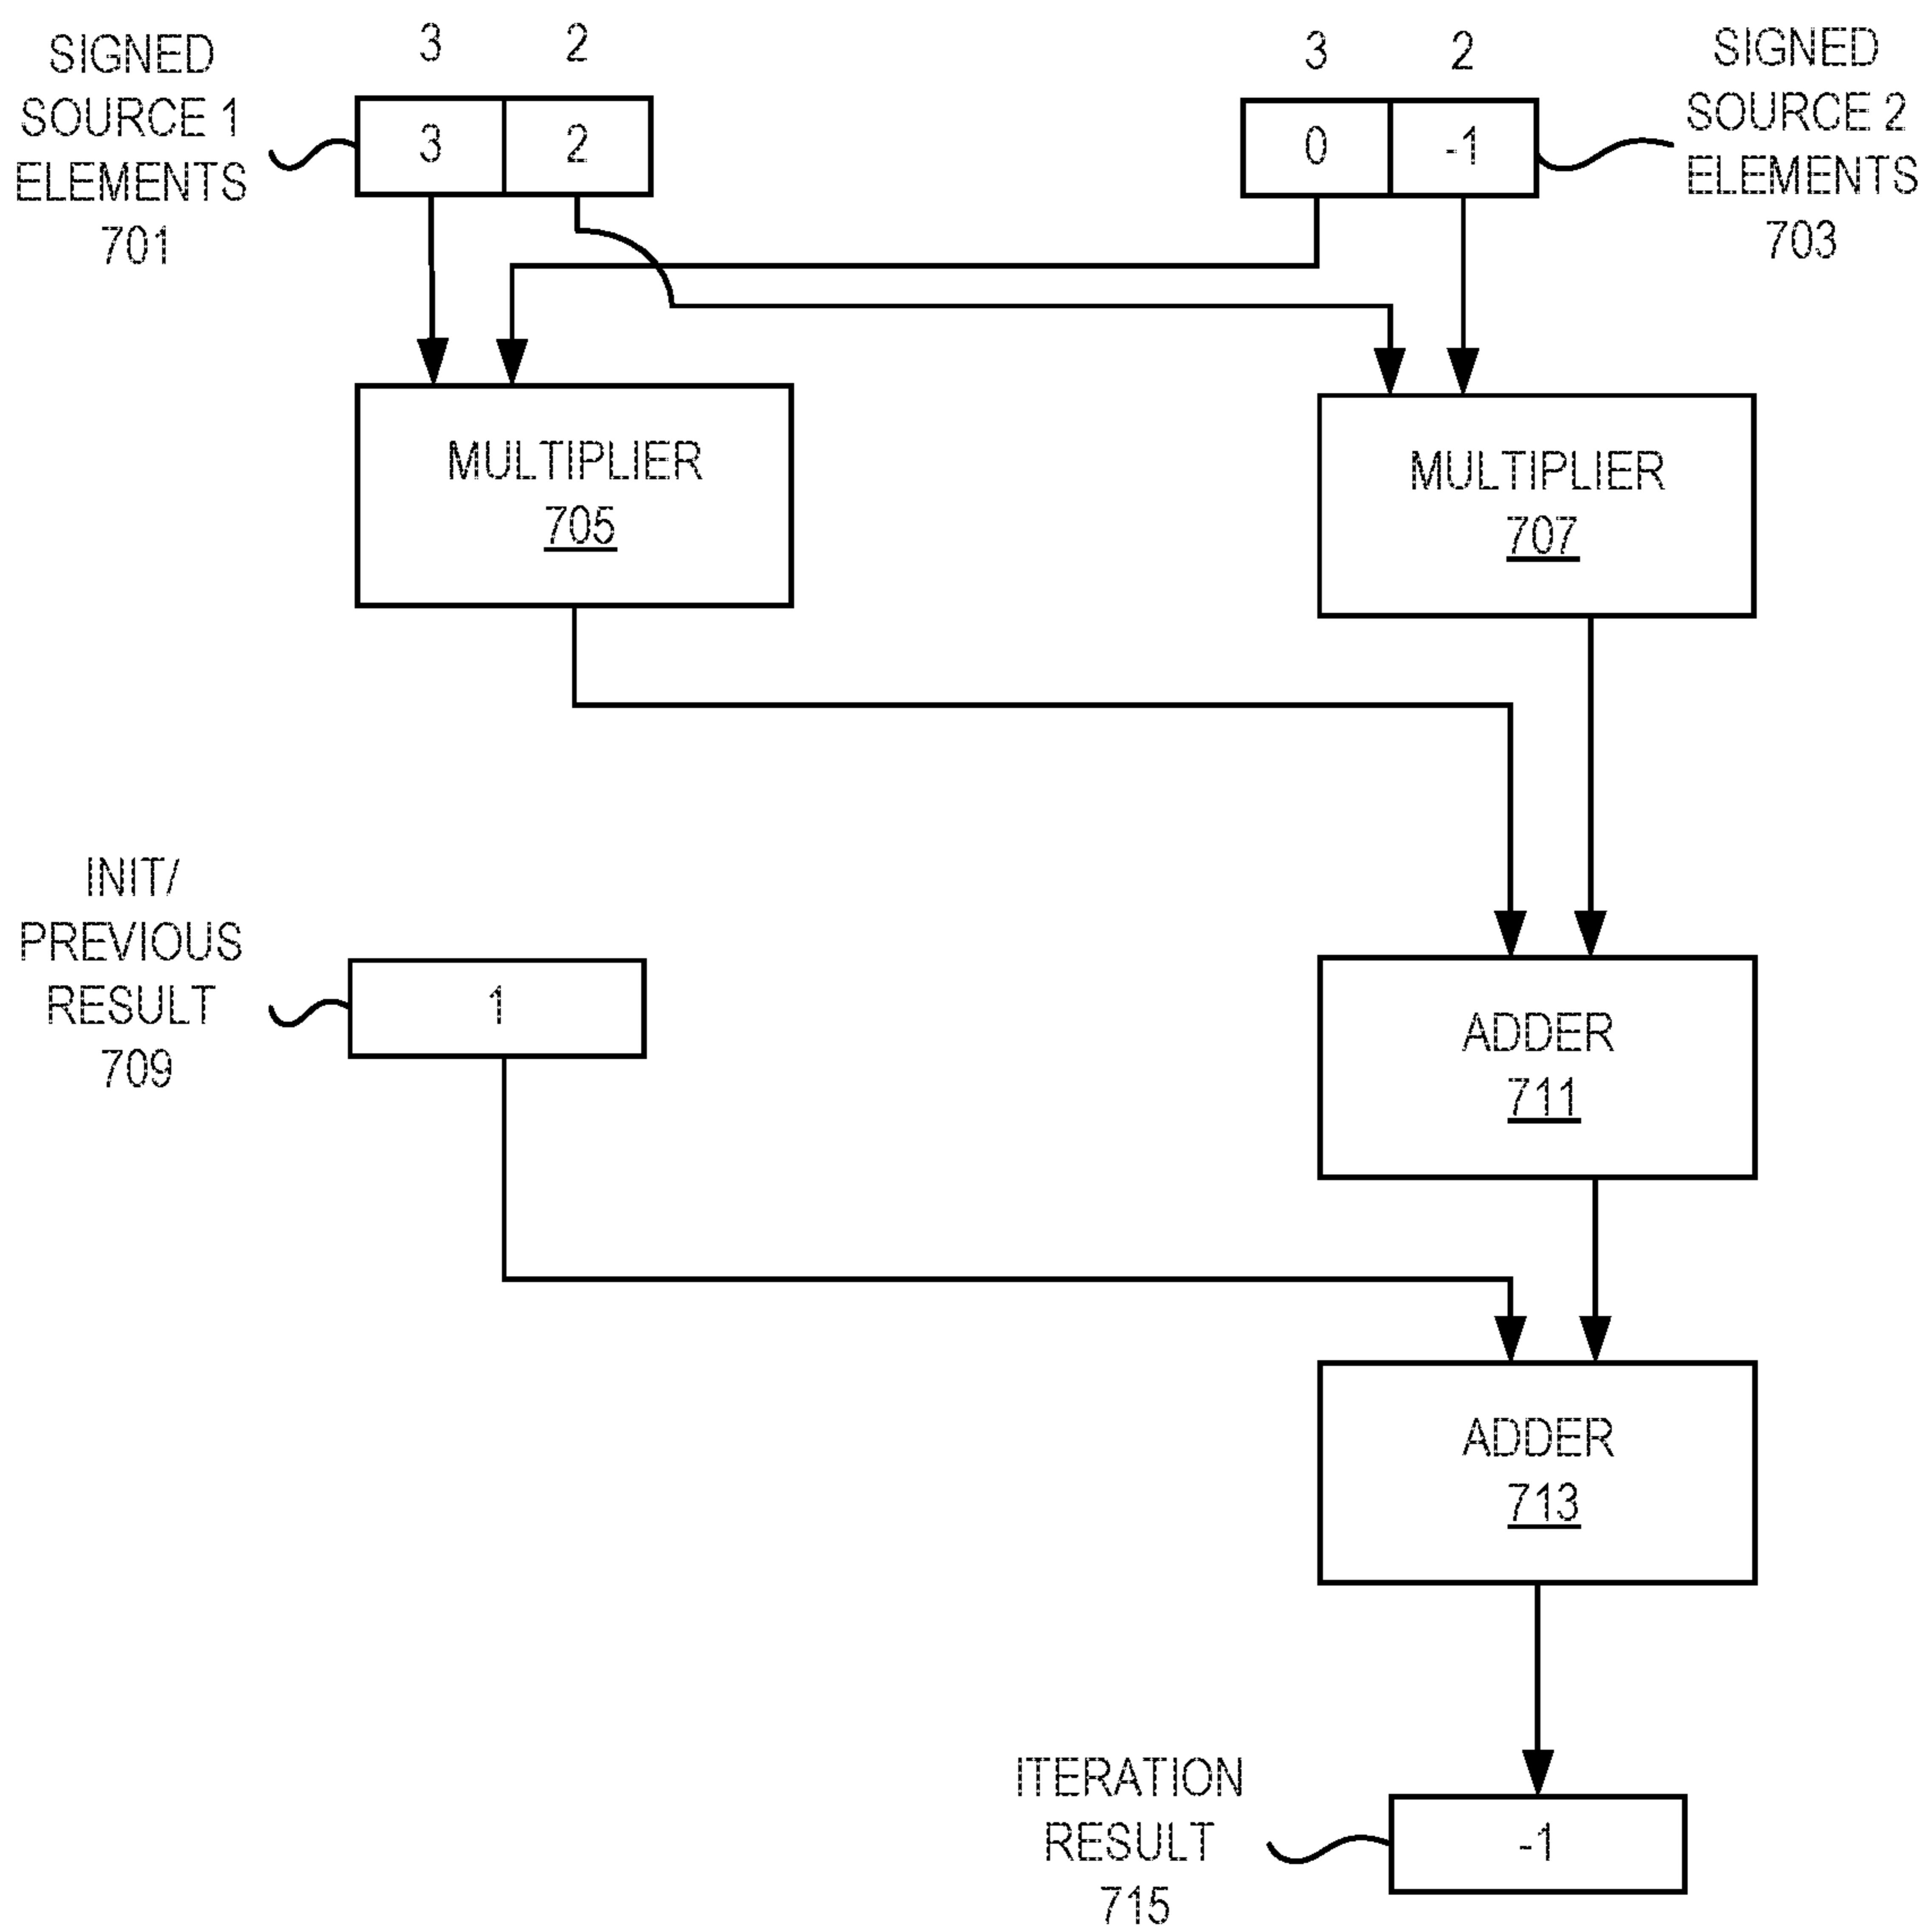 SIGNED
SOURCE 1
ELEMENTS
701
3 2
3 2
3 2
0 -1
SIGNED
SOURCE 2
ELEMENTS
703
MULTIPLIER
705
MULTIPLIER
707
INIT/
PREVIOUS
RESULT
709
1
ADDER
711
ADDER
713
ITERATION
RESULT
715
-1